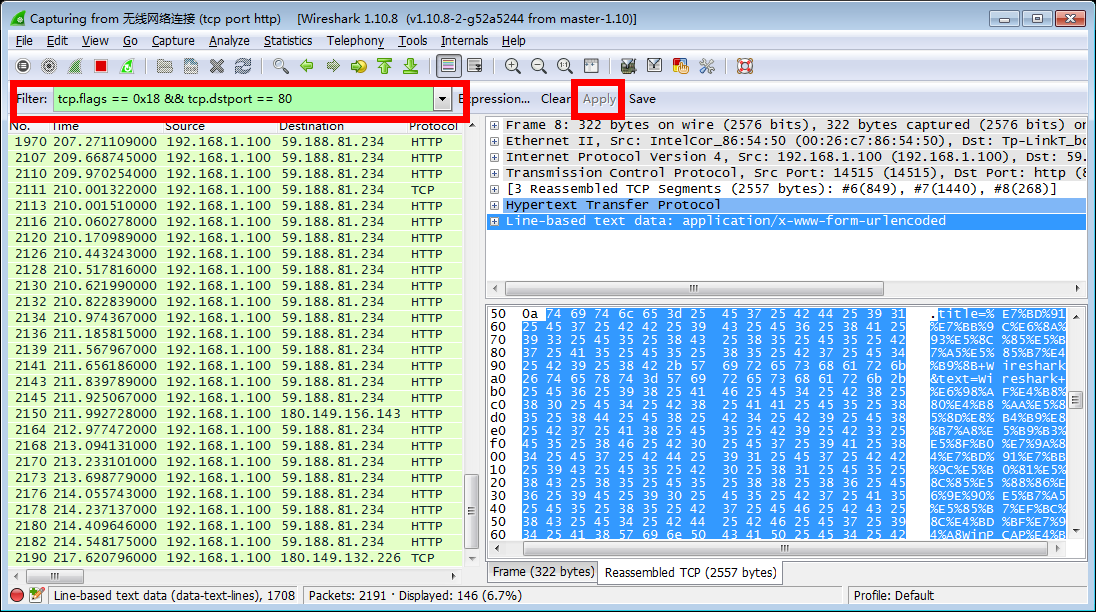 Capturing from 无线网络连接 (tcp port http) [Wireshark 1.10.8 (v1.10.8-2-g52a5244 from master-1.10)]
File Edit View Go Capture Analyze Statistics Telephony Tools Internals Help
Filter: tcp.flags == 0x18 && tcp.dstport == 80 Expression... Clear Apply Save
No. Time Source Destination Protocol
1970 207.271109000 192.168.1.100 59.188.81.234 HTTP
2107 209.668745000 192.168.1.100 59.188.81.234 HTTP
2110 209.970254000 192.168.1.100 59.188.81.234 HTTP
2111 210.001322000 192.168.1.100 59.188.81.234 TCP
2113 210.001510000 192.168.1.100 59.188.81.234 HTTP
2116 210.060278000 192.168.1.100 59.188.81.234 HTTP
2120 210.170989000 192.168.1.100 59.188.81.234 HTTP
2126 210.443243000 192.168.1.100 59.188.81.234 HTTP
2128 210.517816000 192.168.1.100 59.188.81.234 HTTP
2130 210.621990000 192.168.1.100 59.188.81.234 HTTP
2132 210.822839000 192.168.1.100 59.188.81.234 HTTP
2134 210.974367000 192.168.1.100 59.188.81.234 HTTP
2136 211.185815000 192.168.1.100 59.188.81.234 HTTP
2139 211.567967000 192.168.1.100 59.188.81.234 HTTP
2141 211.656186000 192.168.1.100 59.188.81.234 HTTP
2143 211.839789000 192.168.1.100 59.188.81.234 HTTP
2145 211.925067000 192.168.1.100 59.188.81.234 HTTP
2150 211.992728000 192.168.1.100 180.149.156.143 HTTP
2164 212.977472000 192.168.1.100 59.188.81.234 HTTP
2168 213.094131000 192.168.1.100 59.188.81.234 HTTP
2170 213.233101000 192.168.1.100 59.188.81.234 HTTP
2173 213.698779000 192.168.1.100 59.188.81.234 HTTP
2176 214.055743000 192.168.1.100 59.188.81.234 HTTP
2178 214.237137000 192.168.1.100 59.188.81.234 HTTP
2180 214.409646000 192.168.1.100 59.188.81.234 HTTP
2182 214.548175000 192.168.1.100 59.188.81.234 HTTP
2190 217.620796000 192.168.1.100 180.149.132.226 TCP
Frame 8: 322 bytes on wire (2576 bits), 322 bytes captured (2576 bits) on
Ethernet II, Src: IntelCor_86:54:50 (00:26:c7:86:54:50), Dst: Tp-LinkT_bc
Internet Protocol Version 4, Src: 192.168.1.100 (192.168.1.100), Dst: 59.
Transmission Control Protocol, Src Port: 14515 (14515), Dst Port: http (8
[3 Reassembled TCP Segments (2557 bytes): #6(849), #7(1440), #8(268)]
Hypertext Transfer Protocol
Line-based text data: application/x-www-form-urlencoded
50 0a 74 69 74 6c 65 3d 25 45 37 25 42 44 25 39 31 .title=% E7%BD%91
60 25 45 37 25 42 42 25 39 43 25 45 36 25 38 41 25 %E7%BB%9 C%E6%8A%
70 39 33 25 45 35 25 38 43 25 38 35 25 45 35 25 42 93%E5%8C %85%E5%B
80 37 25 41 35 25 45 35 25 38 35 25 42 37 25 45 34 7%A5%E5% 85%B7%E4
90 25 42 39 25 38 42 2b 57 69 72 65 73 68 61 72 6b %B9%8B+W ireshark
a0 26 74 65 78 74 3d 57 69 72 65 73 68 61 72 6b 2b &text=Wi reshark+
b0 25 45 36 25 39 38 25 41 46 25 45 34 25 42 38 25 %E6%98%A F%E4%B8%
c0 38 30 25 45 34 25 42 38 25 41 41 25 45 35 25 38 80%E4%B8 %AA%E5%8
d0 35 25 38 44 25 45 38 25 42 34 25 42 39 25 45 38 5%8D%E8% B4%B9%E8
e0 25 42 37 25 41 38 25 45 35 25 42 39 25 42 33 25 %B7%A8%E 5%B9%B3%
f0 45 35 25 38 46 25 42 30 25 45 37 25 39 41 25 38 E5%8F%B0 %E7%9A%8
00 34 25 45 37 25 42 44 25 39 31 25 45 37 25 42 42 4%E7%BD% 91%E7%BB
10 25 39 43 25 45 35 25 42 30 25 38 31 25 45 35 25 %9C%E5%B 0%81%E5%
20 38 43 25 38 35 25 45 35 25 38 38 25 38 36 25 45 8C%85%E5 %88%86%E
30 36 25 39 45 25 39 30 25 45 35 25 42 37 25 41 35 6%9E%90% E5%B7%A5
40 25 45 35 25 38 35 25 42 37 25 45 46 25 42 43 25 %E5%85%B 7%EF%BC%
50 38 43 25 45 34 25 42 44 25 42 46 25 45 37 25 39 8C%E4%BD %BF%E7%9
60 34 25 41 38 57 69 6e 50 43 41 50 25 45 34 25 42 4%A8WinP CAP%E4%B
Frame (322 bytes) Reassembled TCP (2557 bytes)
Line-based text data (data-text-lines), 1708 Packets: 2191 · Displayed: 146 (6.7%) Profile: Default